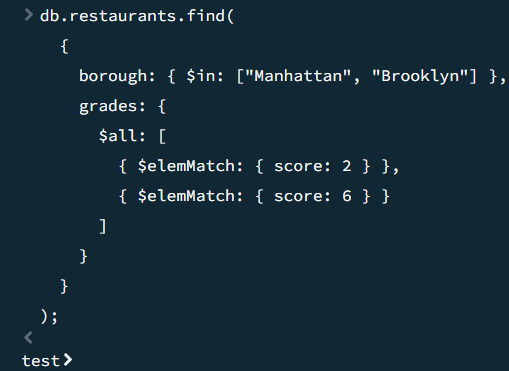 > db.restaurants.find(
{
borough: { $in: ["Manhattan", "Brooklyn"] },
grades: {
$all: [
{ $elemMatch: { score: 2 } },
{ $elemMatch: { score: 6 } }
]
}
}
);
<
test>